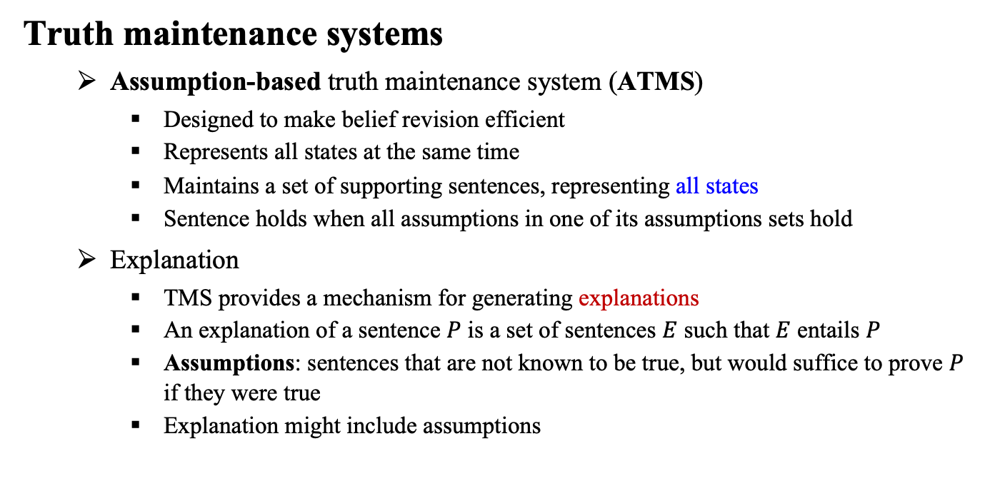 Truth maintenance systems
➢ Assumption-based truth maintenance system (ATMS)
▪ Designed to make belief revision efficient
▪ Represents all states at the same time
▪ Maintains a set of supporting sentences, representing all states
▪ Sentence holds when all assumptions in one of its assumptions sets hold
➢ Explanation
▪ TMS provides a mechanism for generating explanations
▪ An explanation of a sentence P is a set of sentences E such that E entails P
▪ Assumptions: sentences that are not known to be true, but would suffice to prove P
if they were true
▪ Explanation might include assumptions